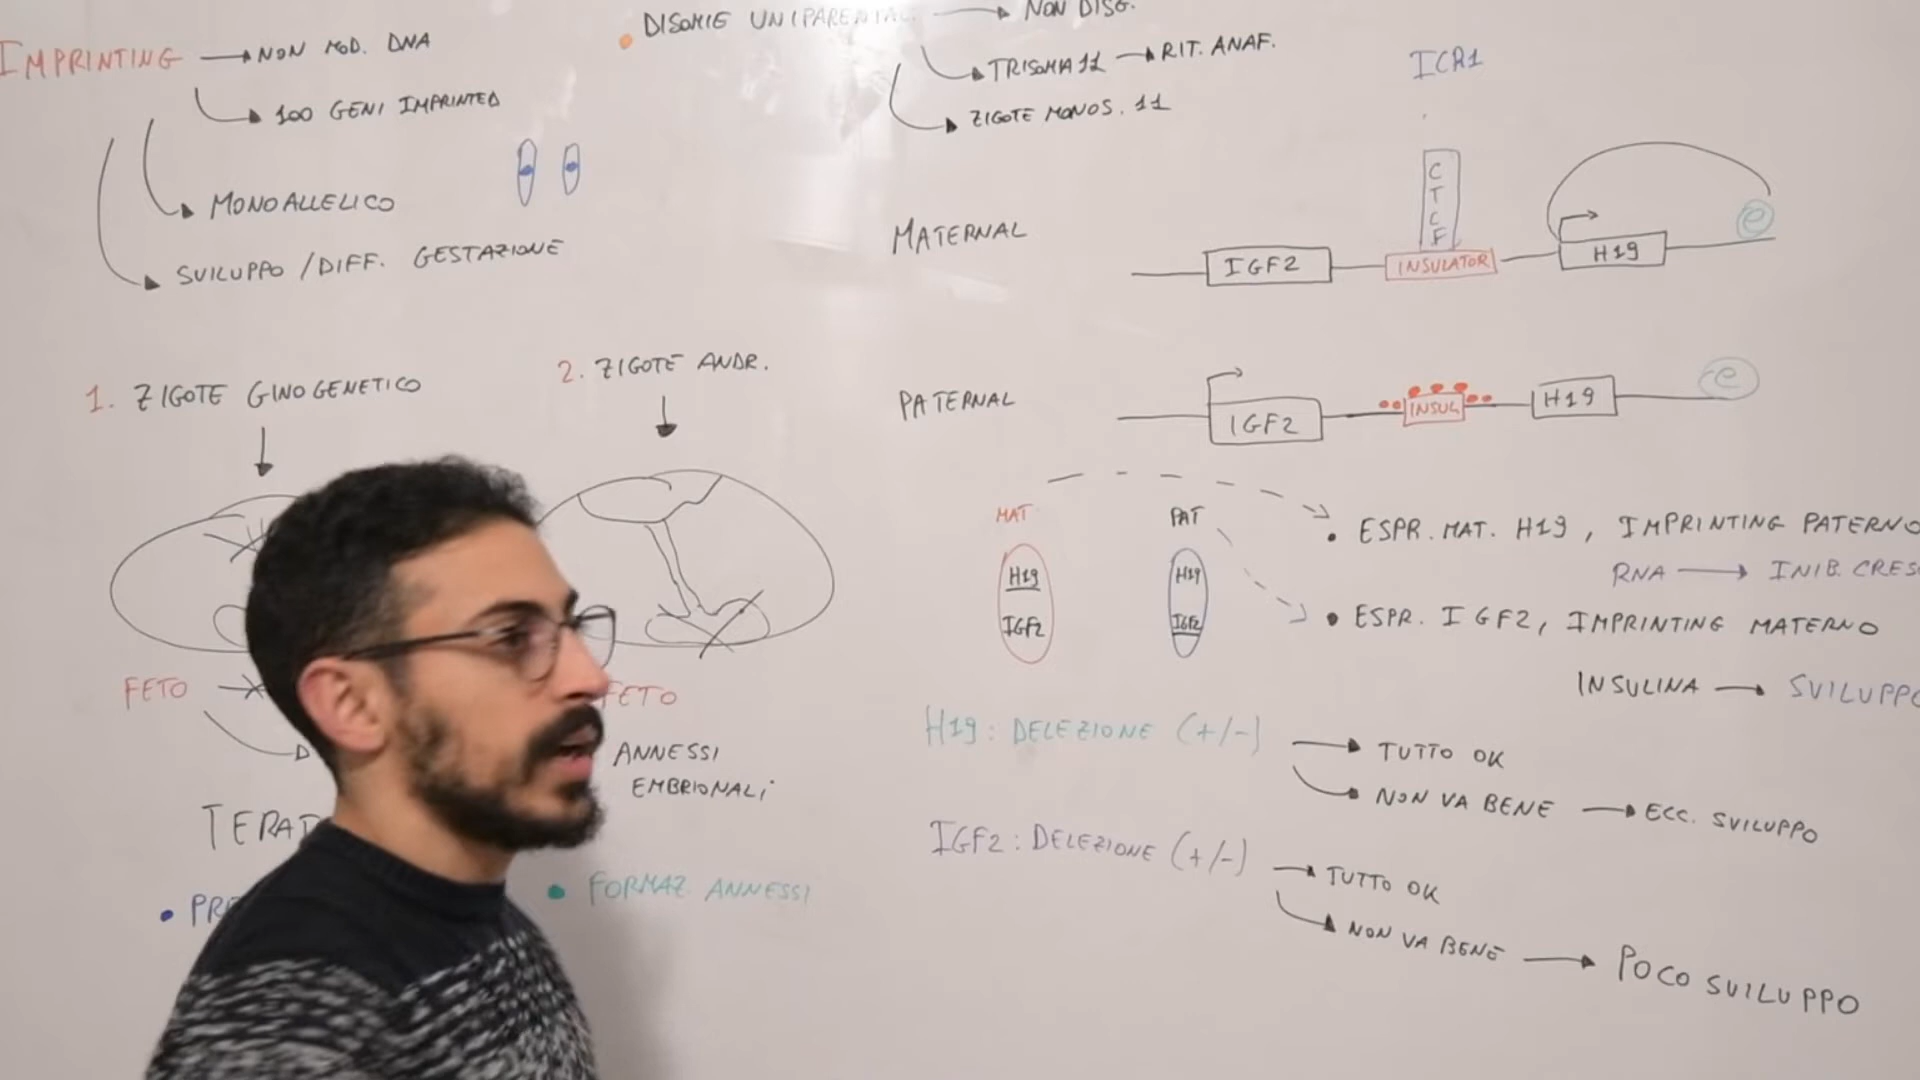 IMPRINTING → NON MOD. DNA
→ 100 GENI IMPRINTED
→ MONOALLELICO
→ SVILUPPO / DIFF. GESTAZIONE
1. ZIGOTE GINOGENETICO
FETO
2. ZIGOTE ANDR.
FETO
ANNESSI
EMBRIONALI
• FORMAZ. ANNESSI
• DISOMIE UNIPARENTAL → NON DISG.
→ TRISOMIA 11 → RIT. ANAF.
→ ZIGOTE MONOS. 11
ICR1
MATERNAL
CTCF
IGF2 INSULATOR H19 e
PATERNAL
IGF2 INSUL H19 e
MAT
H19
IGF2
PAT
H19
IGF2
• ESPR. MAT. H19, IMPRINTING PATERNO
RNA → INIB. CRES
• ESPR. IGF2, IMPRINTING MATERNO
INSULINA → SVILUPPO
H19: DELEZIONE (+/-) → TUTTO OK
→ NON VA BENE → ECC. SVILUPPO
IGF2: DELEZIONE (+/-) → TUTTO OK
→ NON VA BENE → POCO SVILUPPO